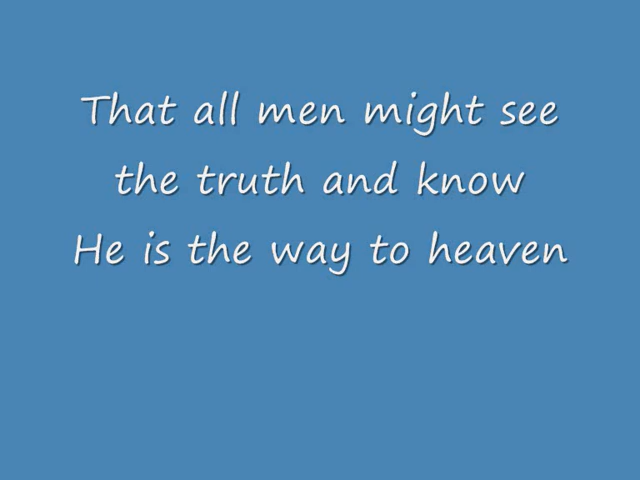 That all men might see
the truth and know
He is the way to heaven